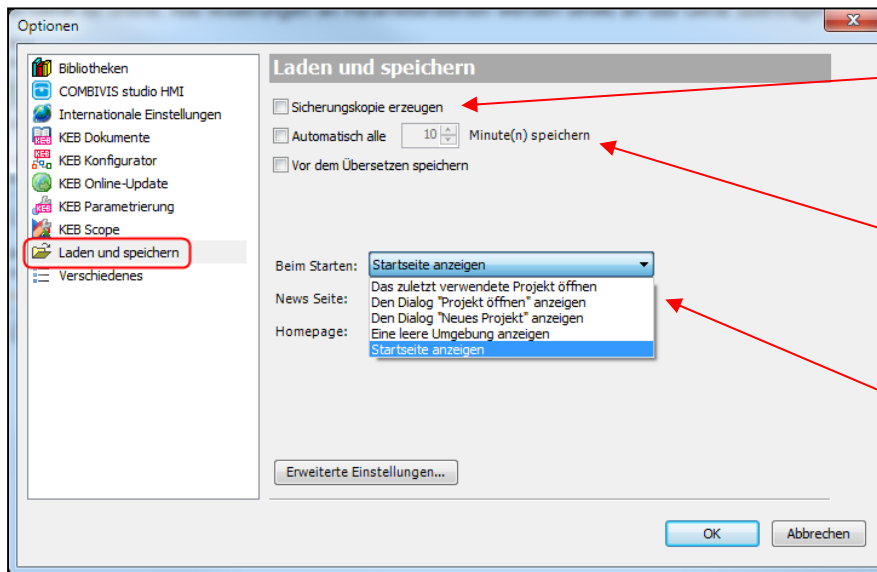 Optionen
Bibliotheken
COMBIVIS studio HMI
Internationale Einstellungen
KEB Dokumente
KEB Konfigurator
KEB Online-Update
KEB Parametrierung
KEB Scope
Laden und speichern
Verschiedenes
Laden und speichern
Sicherungskopie erzeugen
Automatisch alle 10 Minute(n) speichern
Vor dem Übersetzen speichern
Beim Starten: Startseite anzeigen
Das zuletzt verwendete Projekt öffnen
News Seite: Den Dialog "Projekt öffnen" anzeigen
Den Dialog "Neues Projekt" anzeigen
Homepage: Eine leere Umgebung anzeigen
Startseite anzeigen
Erweiterte Einstellungen...
OK Abbrechen